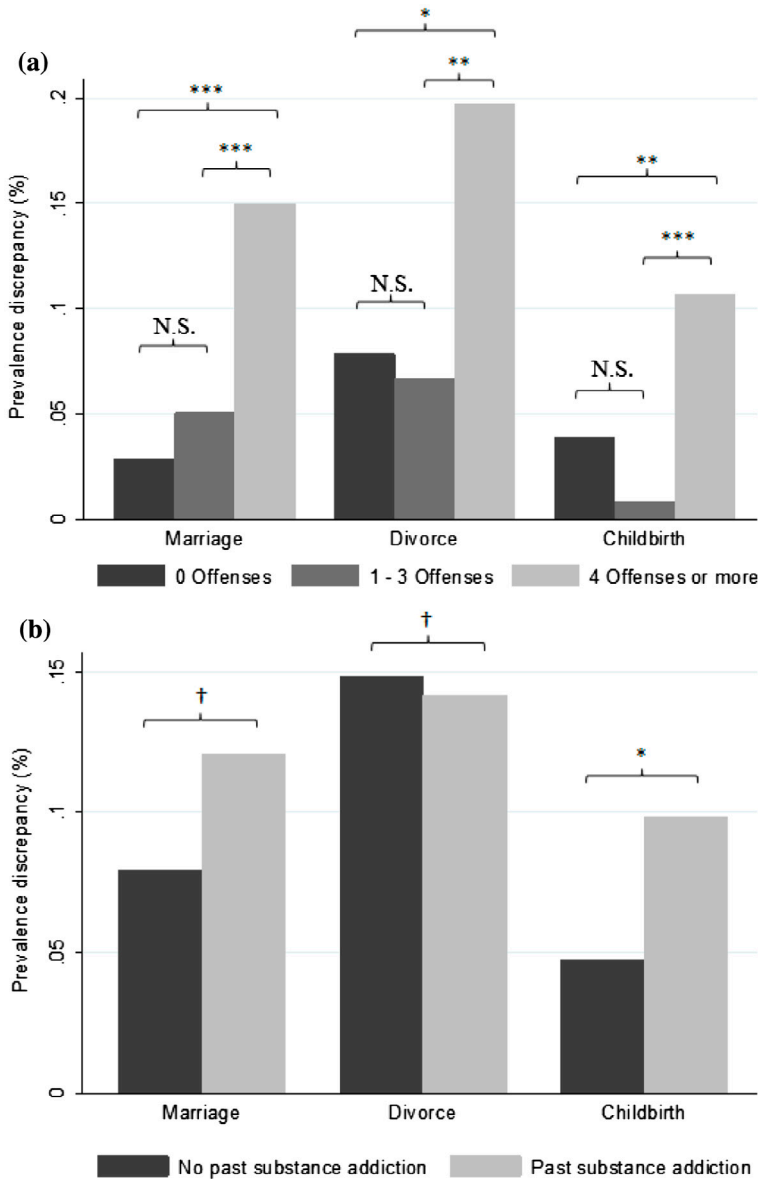 (a)
*
**
***
***
**
***
N.S.
N.S.
N.S.
Prevalence discrepancy (%)
.2
.15
.1
.05
0
Marriage Divorce Childbirth
0 Offenses 1 - 3 Offenses 4 Offenses or more
(b)
†
†
*
Prevalence discrepancy (%)
.15
.1
.05
0
Marriage Divorce Childbirth
No past substance addiction Past substance addiction